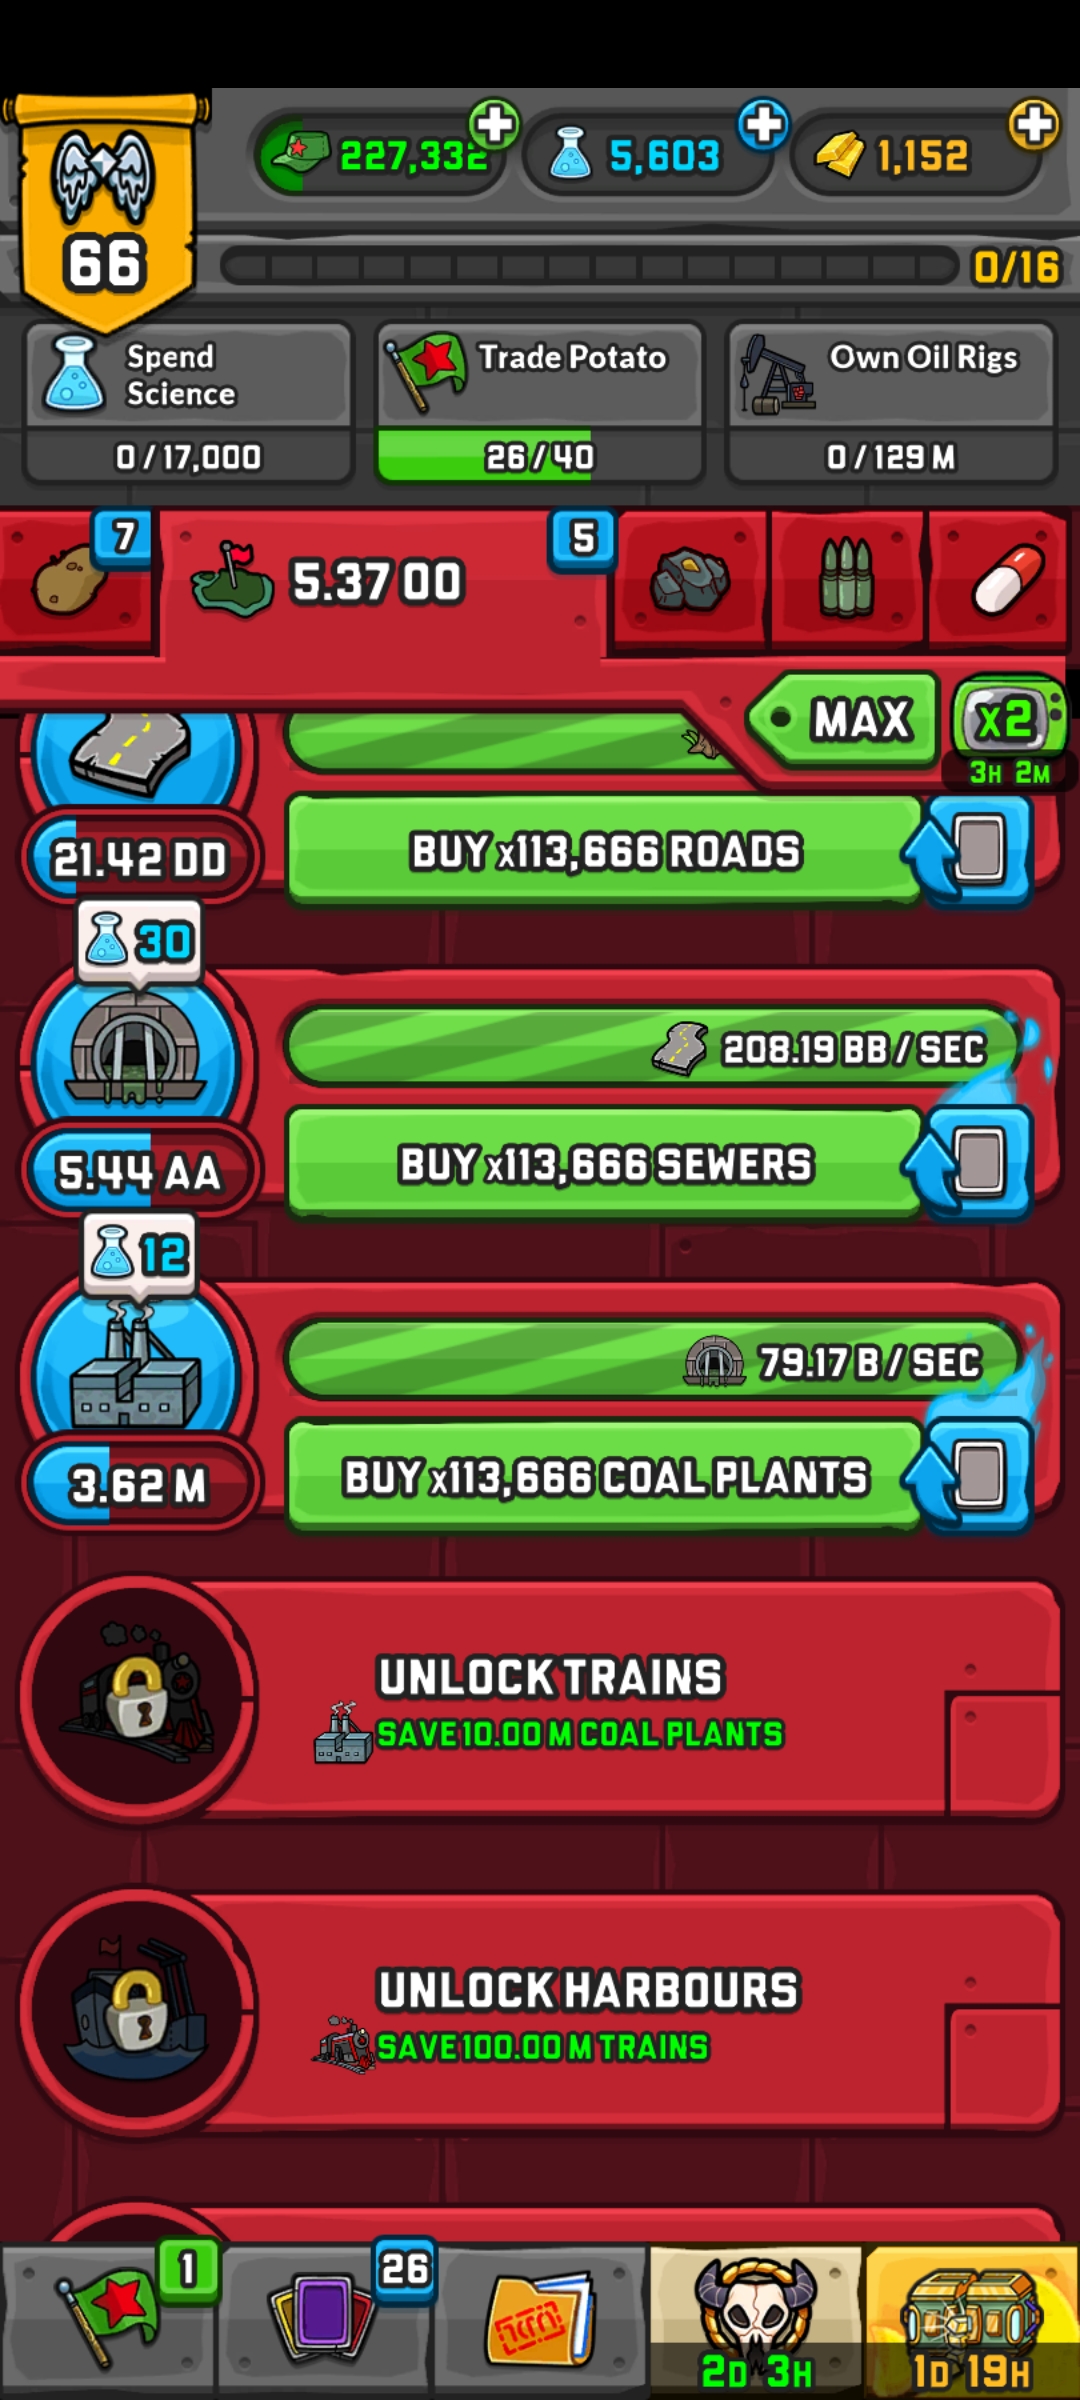 227,332
5,603
1,152
66
0/16
Spend
Science
0/17,000
Trade Potato
26/40
Own Oil Rigs
0/129 M
7
5.37 OO
5
MAX
x2
3H 2M
21.42 DD
BUY x113,666 ROADS
30
208.19 BB / SEC
5.44 AA
BUY x113,666 SEWERS
12
79.17 B / SEC
3.62 M
BUY x113,666 COAL PLANTS
UNLOCK TRAINS
SAVE 10.00 M COAL PLANTS
UNLOCK HARBOURS
SAVE 100.00 M TRAINS
1
26
2D 3H
1D 19H